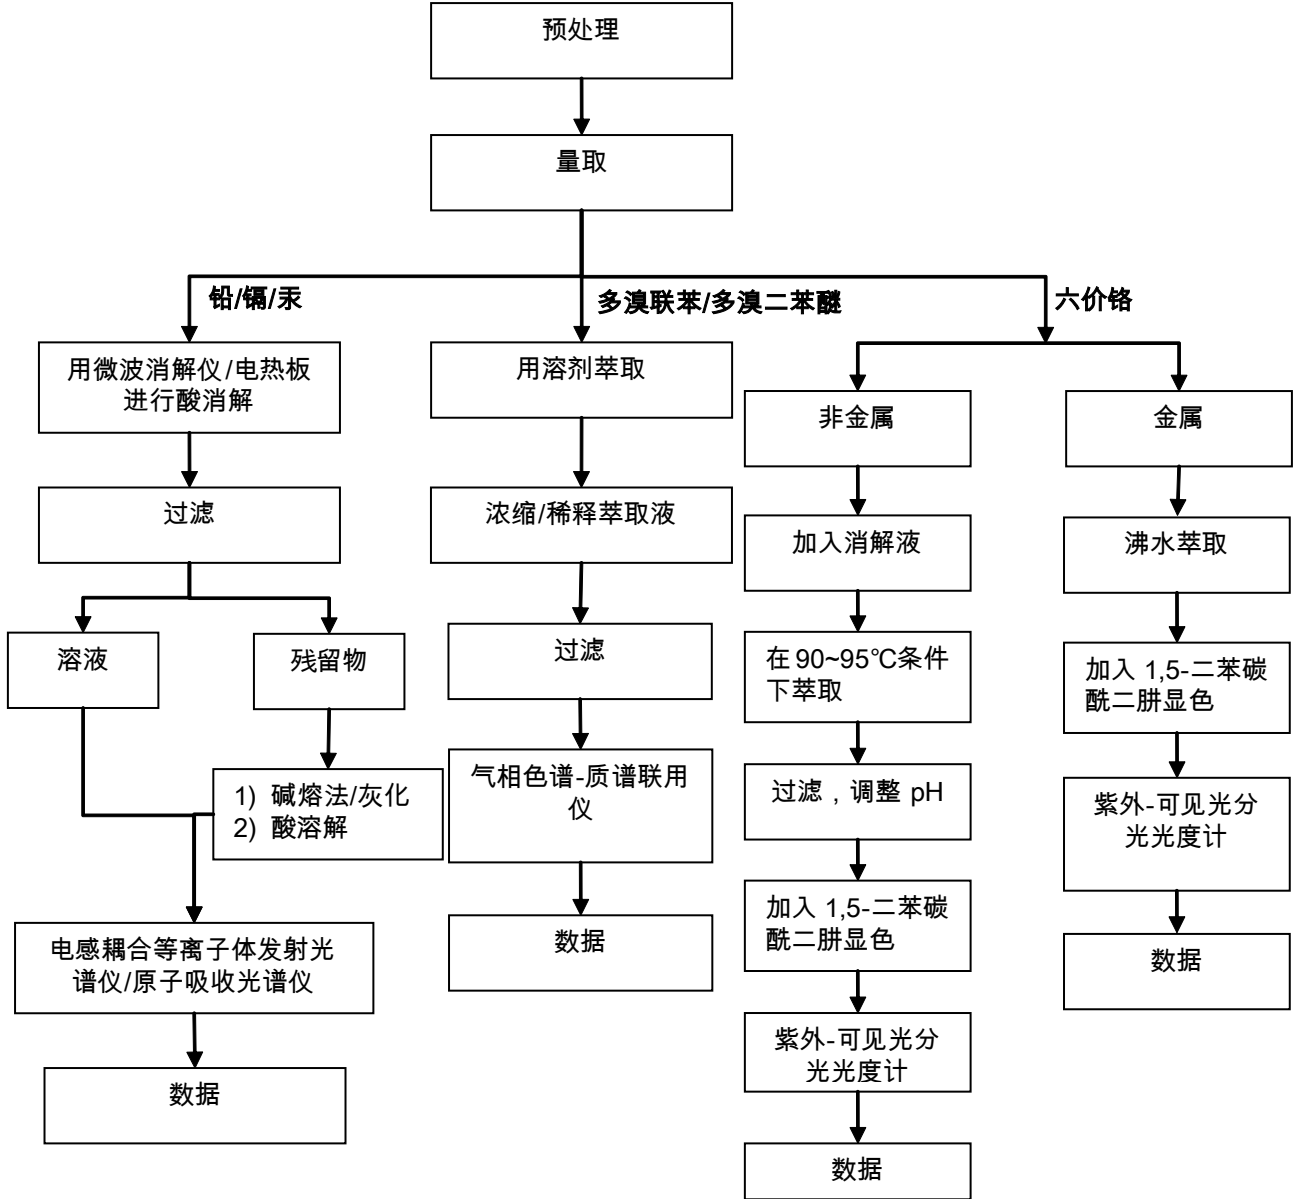 预处理
量取
铅/镉/汞
多溴联苯/多溴二苯醚
六价铬
用微波消解仪/电热板
进行酸消解
过滤
溶液
残留物
1) 碱熔法/灰化
2) 酸溶解
电感耦合等离子体发射光
谱仪/原子吸收光谱仪
数据
用溶剂萃取
浓缩/稀释萃取液
过滤
气相色谱-质谱联用
仪
数据
非金属
加入消解液
在 90~95℃条件
下萃取
过滤，调整 pH
加入 1,5-二苯碳
酰二肼显色
紫外-可见光分
光光度计
数据
金属
沸水萃取
加入 1,5-二苯碳
酰二肼显色
紫外-可见光分
光光度计
数据